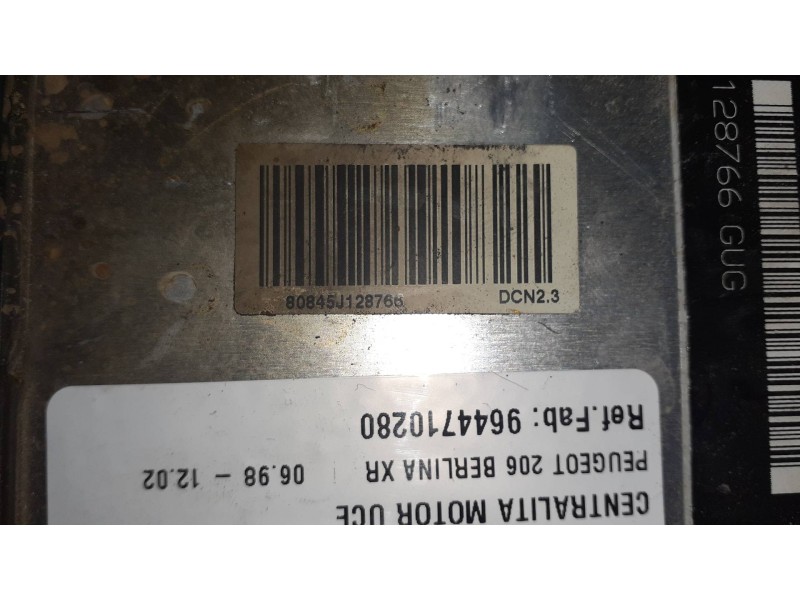 80845J128766 DCN2.3
128766 GUG
CENTRALITA MOTOR UCE
PEUGEOT 206 BERLINA XR 06.98 - 12.02
Ref.Fab: 9644710280